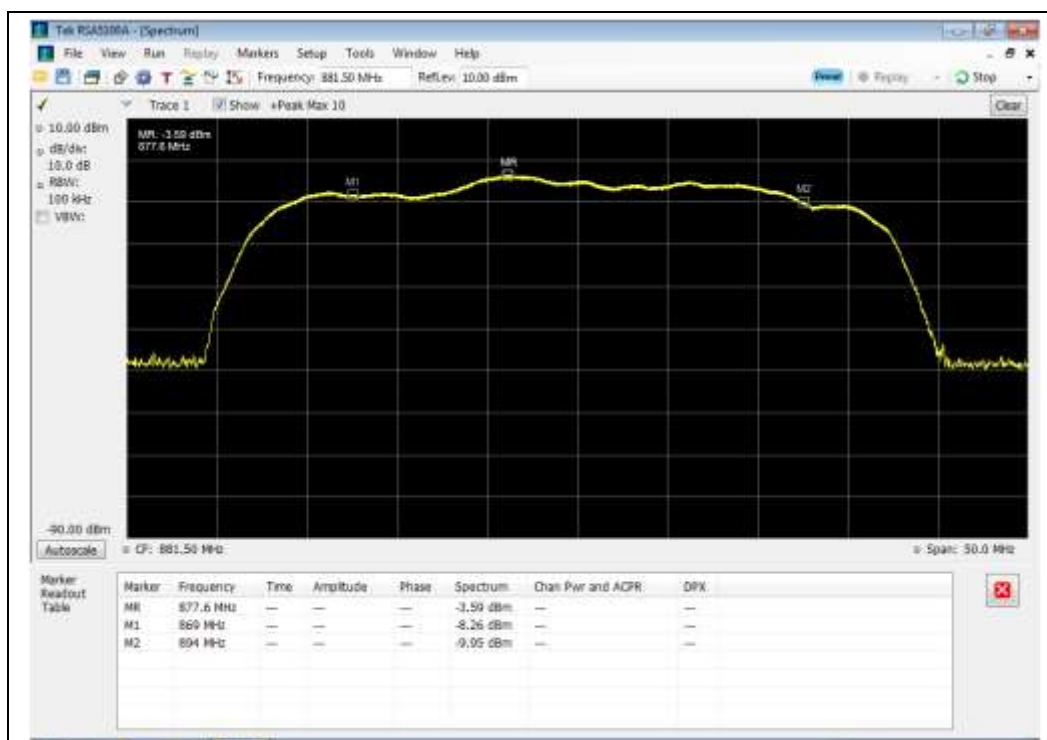 Tek RSA5100A - [Spectrum]
File View Run Replay Markers Setup Tools Window Help
Frequency: 881.50 MHz RefLev: 10.00 dBm Preset Replay Stop
Trace 1 Show +Peak Max 10 Clear
10.00 dBm
dB/div:
10.0 dB
RBW:
100 kHz
VBW:
MR: -3.59 dBm
877.6 MHz
MR
M1
M2
-90.00 dBm
Autoscale CF: 881.50 MHz Span: 50.0 MHz
Marker
Readout
Table
Marker Frequency Time Amplitude Phase Spectrum Chan Pwr and ACPR DPX
MR 877.6 MHz --- --- --- -3.59 dBm --- ---
M1 869 MHz --- --- --- -8.26 dBm --- ---
M2 894 MHz --- --- --- -9.95 dBm --- ---